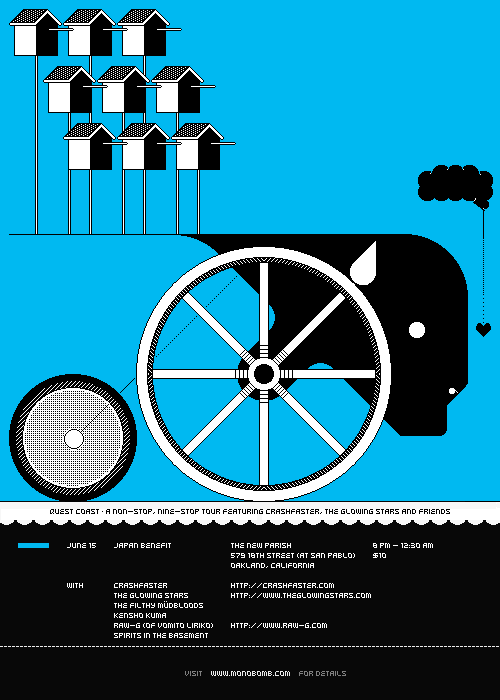 QUEST COAST - A NON-STOP, NINE-STOP TOUR FEATURING CRASHFASTER, THE GLOWING STARS AND FRIENDS
JUNE 15 JAPAN BENEFIT THE NEW PARISH 8 PM - 12:30 AM
579 18TH STREET (AT SAN PABLO) $10
OAKLAND, CALIFORNIA
WITH CRASHFASTER HTTP://CRASHFASTER.COM
THE GLOWING STARS HTTP://WWW.THEGLOWINGSTARS.COM
THE FILTHY MÜDBLOODS
KENSHO KUMA
RAW-G (OF VOMITO LIRIKO) HTTP://WWW.RAW-G.COM
SPIRITS IN THE BASEMENT
VISIT WWW.MONOBOMB.COM FOR DETAILS